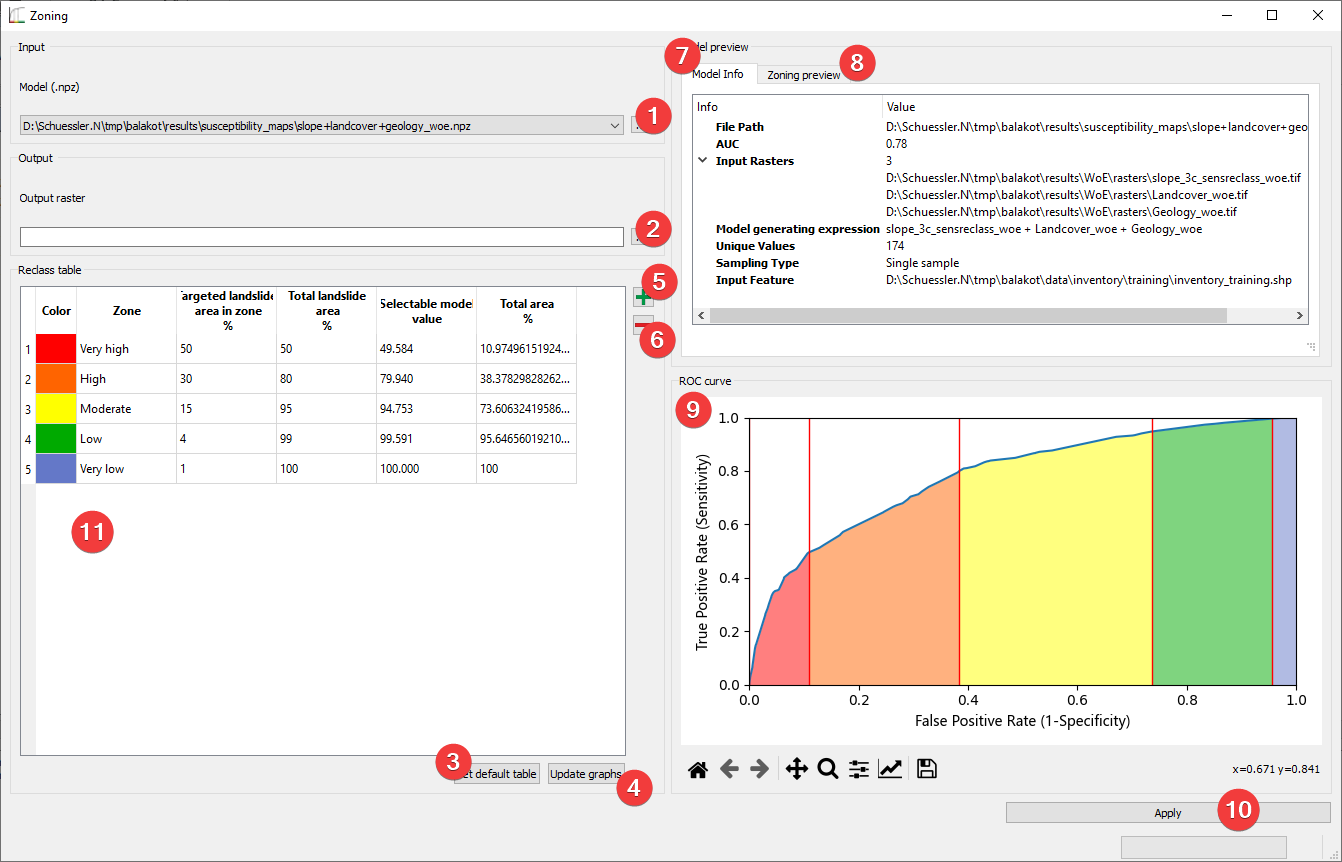 Zoning
Input
Model (.npz)
D:\Schuessler.N\tmp\balakot\results\susceptibility_maps\slope+landcover+geology_woe.npz
1
Output
Output raster
2
Reclass table
5
6
Color
Zone
Targeted landslide
area in zone
%
Total landslide
area
%
Selectable model
value
Total area
%
1 Very high 50 50 49.584 10.97496151924...
2 High 30 80 79.940 38.37829828262...
3 Moderate 15 95 94.753 73.60632419586...
4 Low 4 99 99.591 95.64656019210...
5 Very low 1 100 100.000 100
11
3
default table
Update graphs
4
7
preview
8
Model Info
Zoning preview
Info Value
File Path D:\Schuessler.N\tmp\balakot\results\susceptibility_maps\slope+landcover+geo
AUC 0.78
Input Rasters 3
D:\Schuessler.N\tmp\balakot\results\WoE\rasters\slope_3c_sensreclass_woe.tif
D:\Schuessler.N\tmp\balakot\results\WoE\rasters\Landcover_woe.tif
D:\Schuessler.N\tmp\balakot\results\WoE\rasters\Geology_woe.tif
Model generating expression slope_3c_sensreclass_woe + Landcover_woe + Geology_woe
Unique Values 174
Sampling Type Single sample
Input Feature D:\Schuessler.N\tmp\balakot\data\inventory\training\inventory_training.shp
ROC curve
9
1.0
0.8
0.6
0.4
0.2
0.0
True Positive Rate (Sensitivity)
0.0 0.2 0.4 0.6 0.8 1.0
False Positive Rate (1-Specificity)
x=0.671 y=0.841
Apply
10